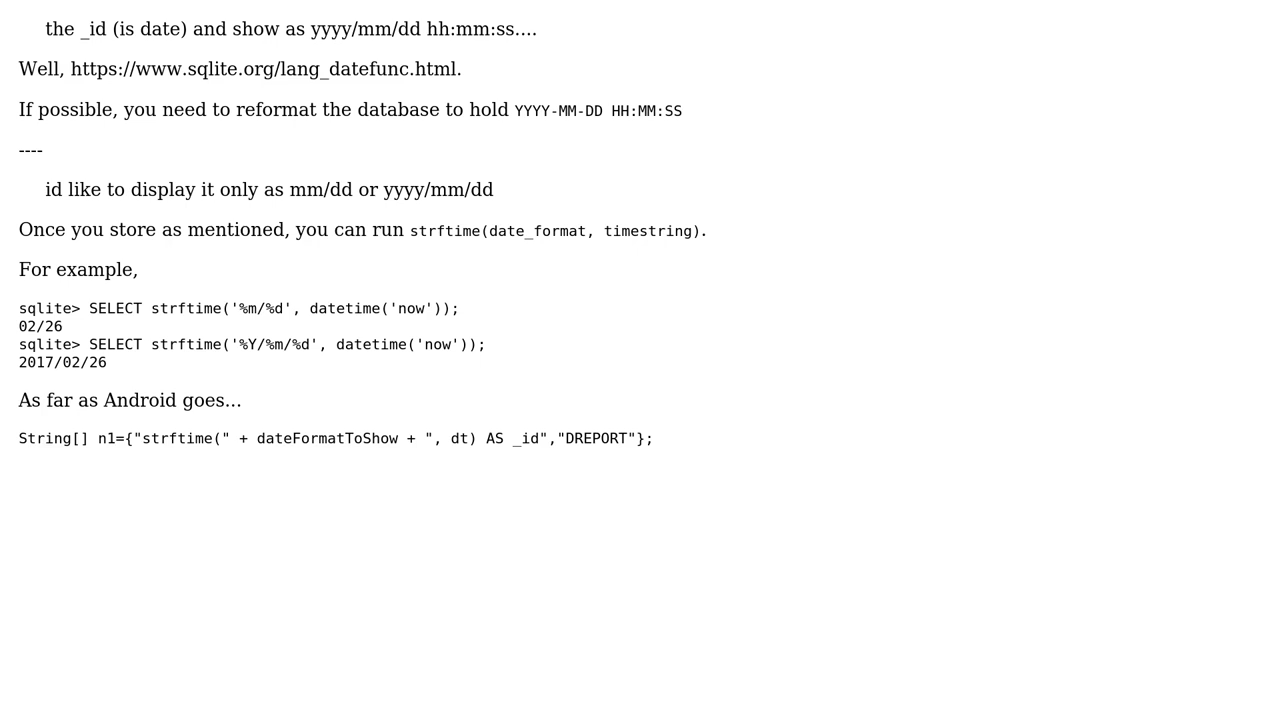 the _id (is date) and show as yyyy/mm/dd hh:mm:ss....
Well, https://www.sqlite.org/lang_datefunc.html.
If possible, you need to reformat the database to hold YYYY-MM-DD HH:MM:SS
----
id like to display it only as mm/dd or yyyy/mm/dd
Once you store as mentioned, you can run strftime(date_format, timestring).
For example,
sqlite> SELECT strftime('%m/%d', datetime('now'));
02/26
sqlite> SELECT strftime('%Y/%m/%d', datetime('now'));
2017/02/26
As far as Android goes...
String[] n1={"strftime(" + dateFormatToShow + ", dt) AS _id","DREPORT"};